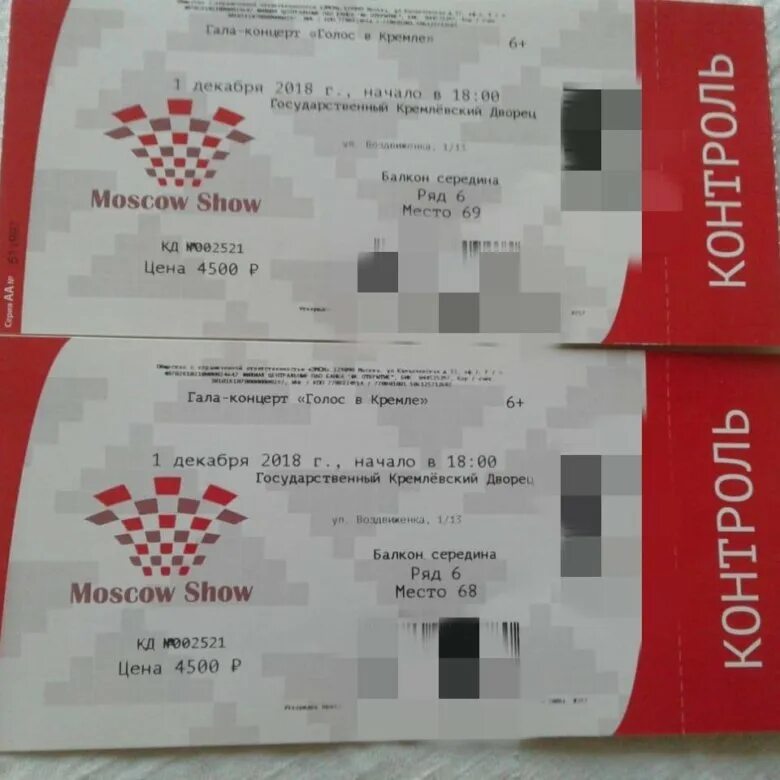 Гала-концерт «Голос в Кремле» 6+
1 декабря 2018 г., начало в 18:00
Государственный Кремлёвский Дворец
ул. Воздвиженка, 1/13
Балкон середина
Ряд 6
Место 69
Moscow Show
КД №002521
Цена 4500 ₽
Серия АА №
КОНТРОЛЬ
Гала-концерт «Голос в Кремле» 6+
1 декабря 2018 г., начало в 18:00
Государственный Кремлёвский Дворец
ул. Воздвиженка, 1/13
Балкон середина
Ряд 6
Место 68
Moscow Show
КД №002521
Цена 4500 ₽
КОНТРОЛЬ